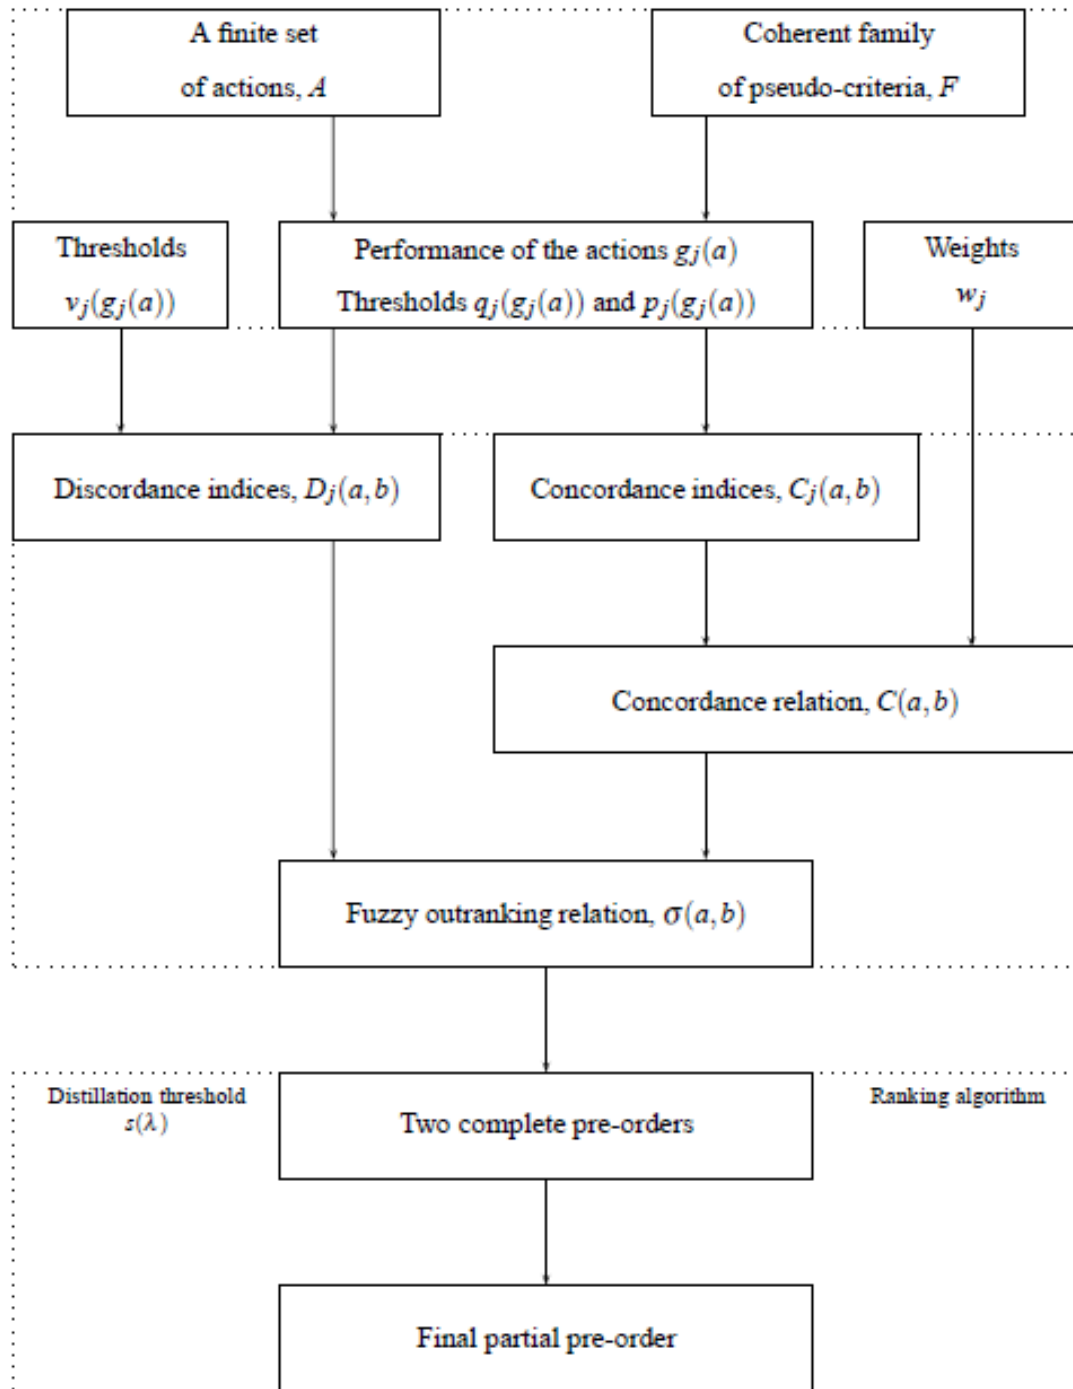 A finite set
of actions, A
Coherent family
of pseudo-criteria, F
Thresholds
v_j(g_j(a))
Performance of the actions g_j(a)
Thresholds q_j(g_j(a)) and p_j(g_j(a))
Weights
w_j
Discordance indices, D_j(a,b)
Concordance indices, C_j(a,b)
Concordance relation, C(a,b)
Fuzzy outranking relation, σ(a,b)
Distillation threshold
s(λ)
Two complete pre-orders
Ranking algorithm
Final partial pre-order